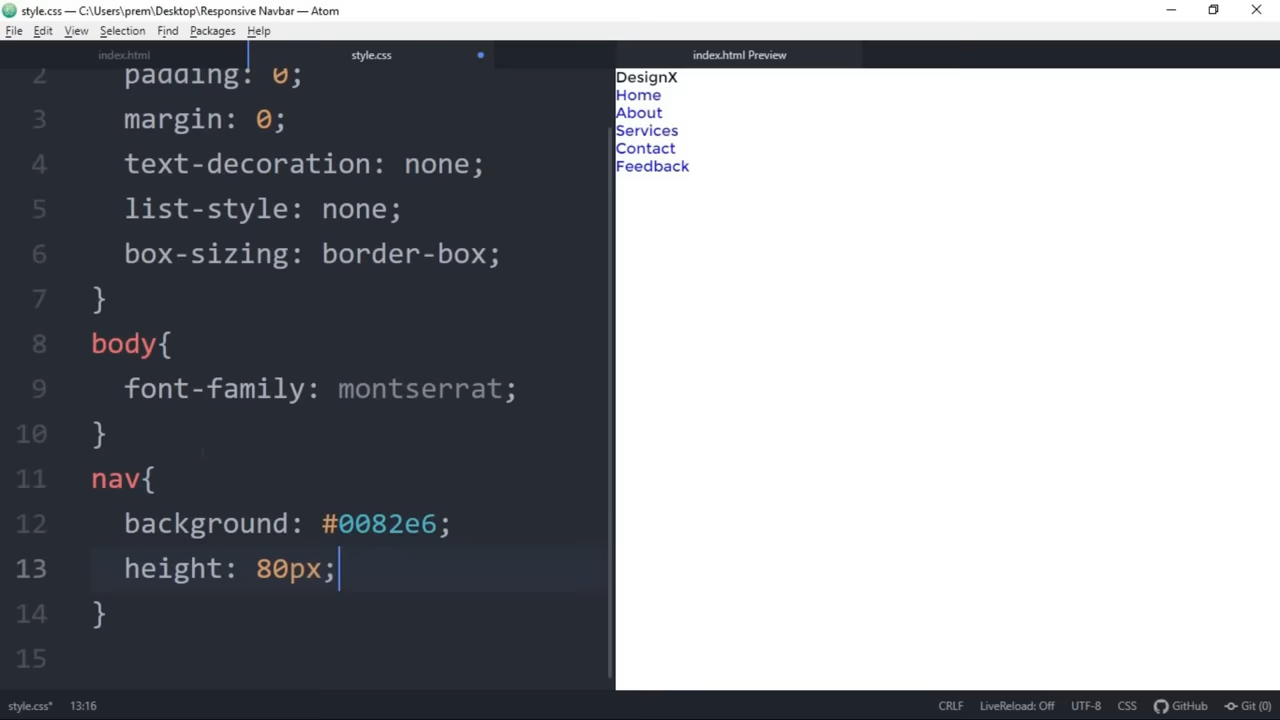 style.css — C:\Users\prem\Desktop\Responsive Navbar — Atom
File Edit View Selection Find Packages Help
index.html style.css index.html Preview
2 padding: 0;
3 margin: 0;
4 text-decoration: none;
5 list-style: none;
6 box-sizing: border-box;
7 }
8 body{
9 font-family: montserrat;
10 }
11 nav{
12 background: #0082e6;
13 height: 80px;
14 }
15
DesignX
Home
About
Services
Contact
Feedback
style.css* 13:16 CRLF LiveReload: Off UTF-8 CSS GitHub Git (0)